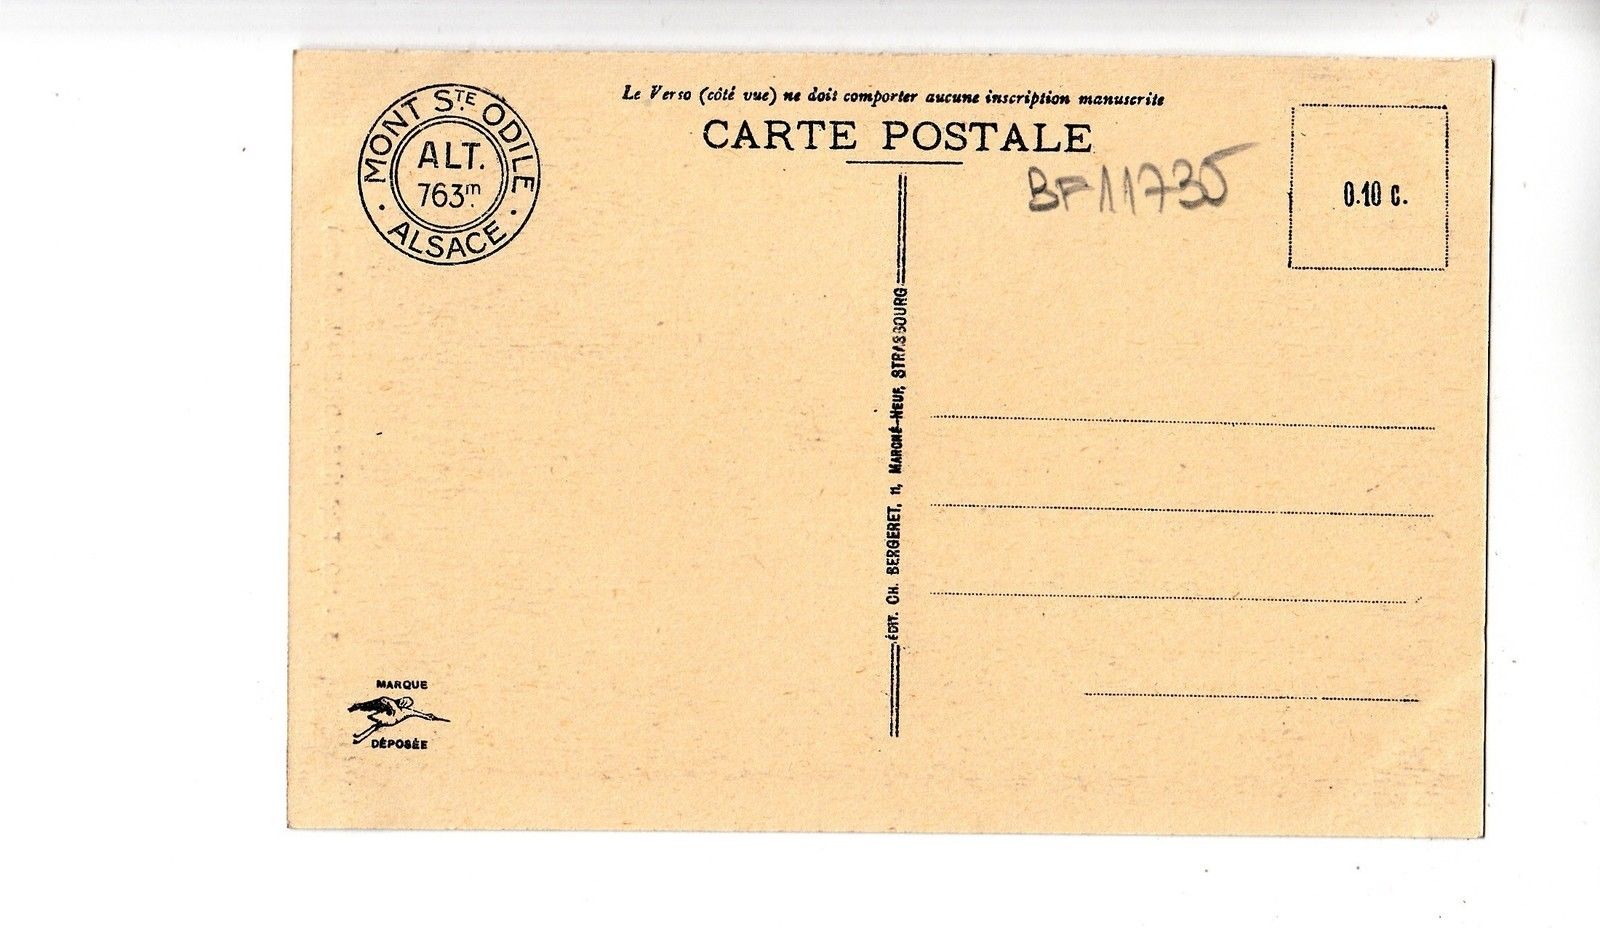 Le Verso (côté vue) ne doit comporter aucune inscription manuscrite
CARTE POSTALE
MONT STE ODILE
ALT.
763m
· ALSACE ·
BF11735
0.10 c.
ÉDIT. CH. BERGERET, 11, MARCHÉ-NEUF, STRASBOURG
MARQUE
DÉPOSÉE